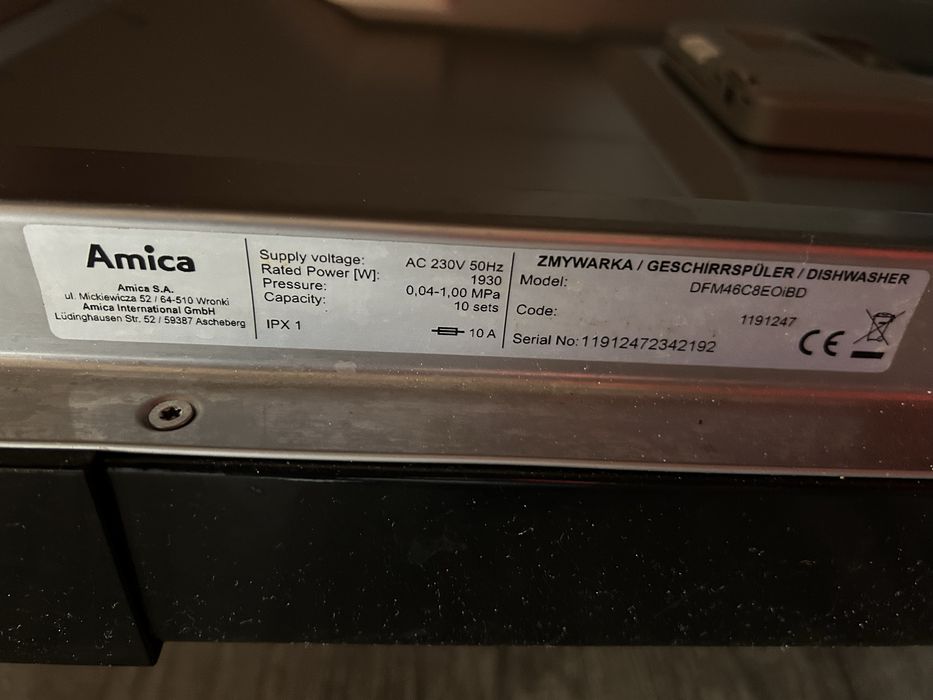 Amica
Amica S.A.
ul. Mickiewicza 52 / 64-510 Wronki
Amica International GmbH
Lüdinghausen Str. 52 / 59387 Ascheberg
Supply voltage: AC 230V 50Hz
Rated Power [W]: 1930
Pressure: 0,04-1,00 MPa
Capacity: 10 sets
IPX 1 10 A
ZMYWARKA / GESCHIRRSPÜLER / DISHWASHER
Model: DFM46C8EOiBD
Code: 1191247
Serial No: 11912472342192
CE